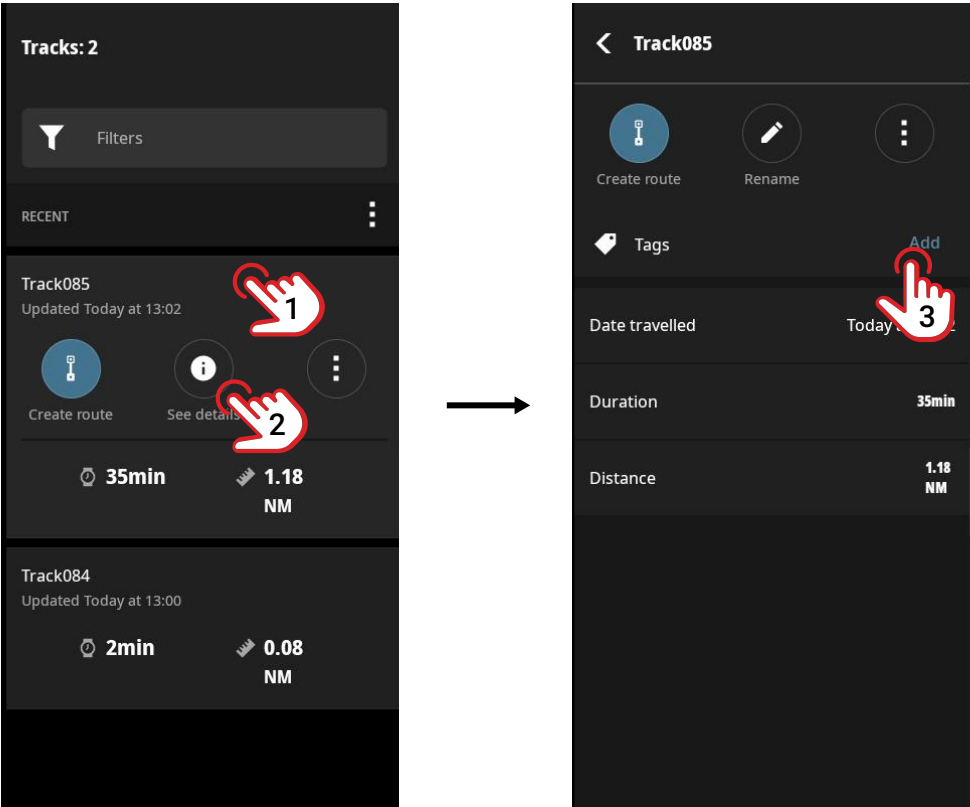 Tracks: 2
Filters
RECENT
Track085
Updated Today at 13:02
1
Create route
See details
2
35min
1.18
NM
Track084
Updated Today at 13:00
2min
0.08
NM
Track085
Create route
Rename
Tags
Add
3
Date travelled
Today
2
Duration
35min
Distance
1.18
NM